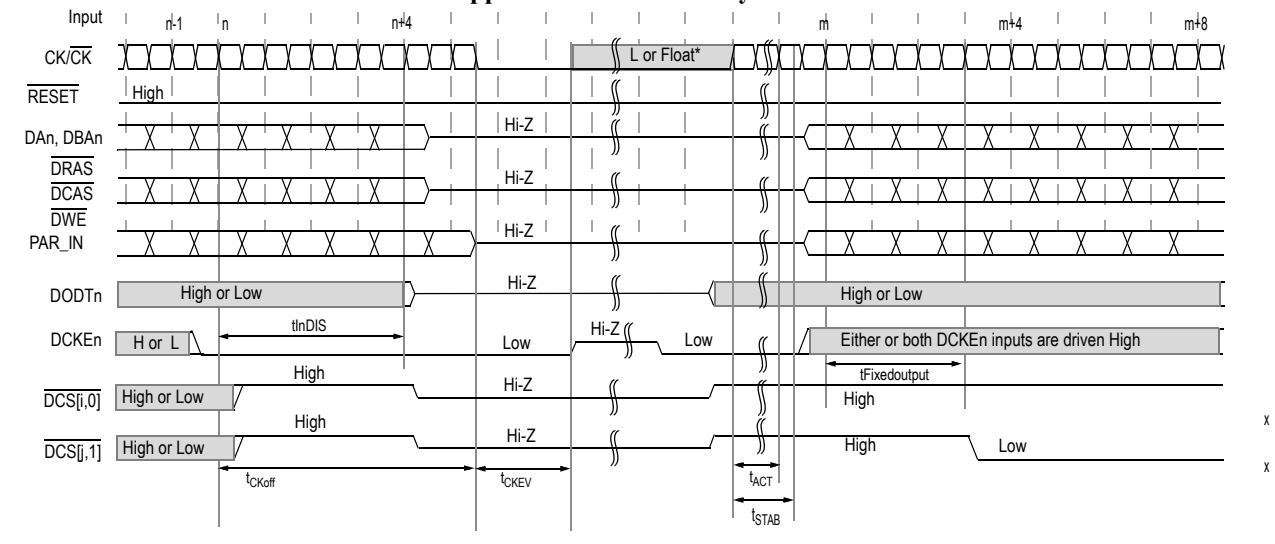 Input n-1 n n+4 m m+4 m+8
CK/CK L or Float*
RESET High
DAn, DBAn Hi-Z
DRAS
DCAS Hi-Z
DWE
PAR_IN Hi-Z
DODTn High or Low Hi-Z High or Low
tInDIS
DCKEn H or L Low Hi-Z Low Either or both DCKEn inputs are driven High
tFixedoutput
DCS[i,0] High or Low High Hi-Z High
x
DCS[j,1] High or Low High Hi-Z High Low
x
tCKoff tCKEV tACT
tSTAB